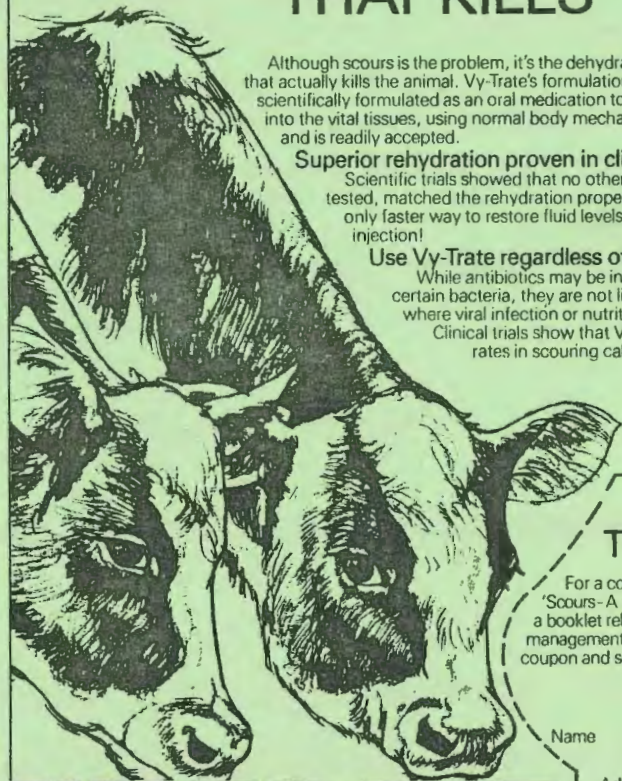 THAT KILLS
Although scours is the problem, it's the dehydra
that actually kills the animal. Vy-Trate's formulation
scientifically formulated as an oral medication to
into the vital tissues, using normal body mecha
and is readily accepted.
Superior rehydration proven in cli
Scientific trials showed that no other
tested, matched the rehydration prope
only faster way to restore fluid levels
injection!
Use Vy-Trate regardless of
While antibiotics may be in
certain bacteria, they are not li
where viral infection or nutrit
Clinical trials show that V
rates in scouring cal
T
For a co
'Scours-A
a booklet rel
management
coupon and s
Name